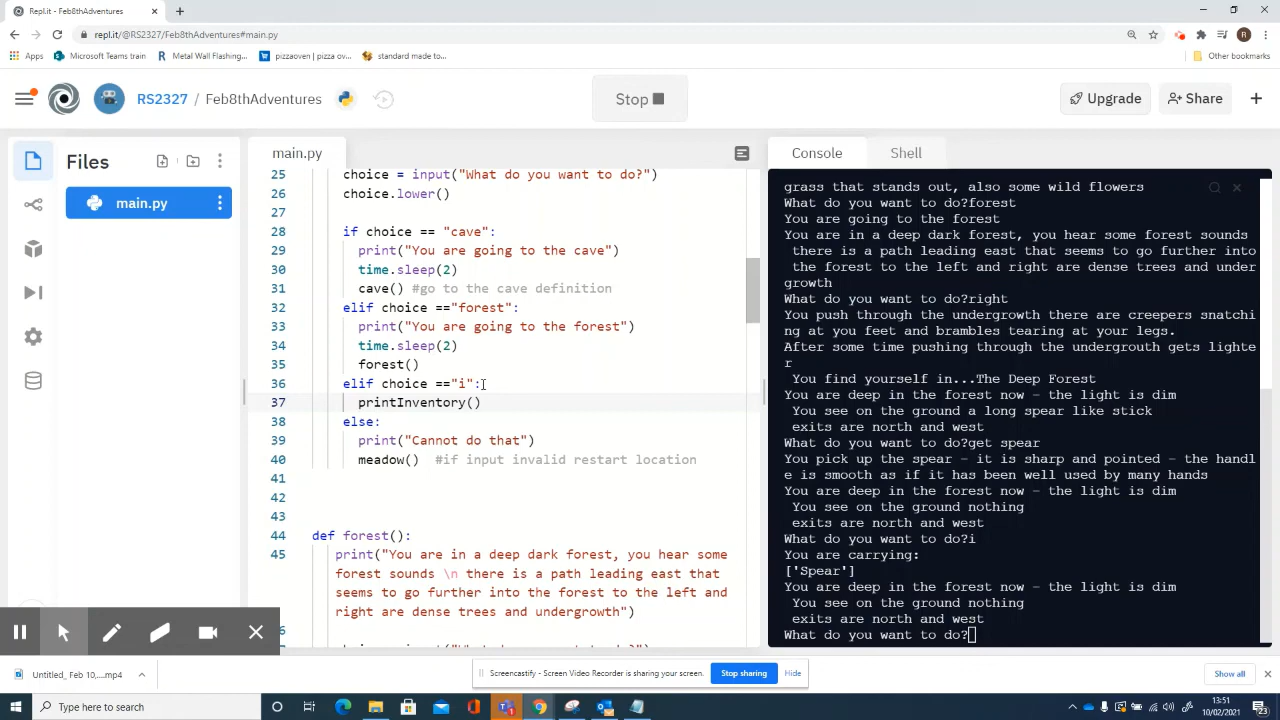 Repl.it - Feb8thAdventures
repl.it/@RS2327/Feb8thAdventures#main.py
Apps Microsoft Teams train Metal Wall Flashing... pizzaoven | pizza ov... standard made to... Other bookmarks
RS2327 / Feb8thAdventures
Stop
Upgrade
Share
Files
main.py
main.py
25 choice = input("What do you want to do?")
26 choice.lower()
27
28 if choice == "cave":
29 print("You are going to the cave")
30 time.sleep(2)
31 cave() #go to the cave definition
32 elif choice =="forest":
33 print("You are going to the forest")
34 time.sleep(2)
35 forest()
36 elif choice =="i":
37 printInventory()
38 else:
39 print("Cannot do that")
40 meadow() #if input invalid restart location
41
42
43
44 def forest():
45 print("You are in a deep dark forest, you hear some
forest sounds \n there is a path leading east that
seems to go further into the forest to the left and
right are dense trees and undergrowth")
Console Shell
grass that stands out, also some wild flowers
What do you want to do?forest
You are going to the forest
You are in a deep dark forest, you hear some forest sounds
there is a path leading east that seems to go further into
the forest to the left and right are dense trees and under
growth
What do you want to do?right
You push through the undergrowth there are creepers snatchi
ng at you feet and brambles tearing at your legs.
After some time pushing through the undergrouth gets lighte
r
You find yourself in...The Deep Forest
You are deep in the forest now – the light is dim
You see on the ground a long spear like stick
exits are north and west
What do you want to do?get spear
You pick up the spear – it is sharp and pointed – the handl
e is smooth as if it has been well used by many hands
You are deep in the forest now – the light is dim
You see on the ground nothing
exits are north and west
What do you want to do?i
You are carrying:
['Spear']
You are deep in the forest now – the light is dim
You see on the ground nothing
exits are north and west
What do you want to do?
Untitled_ Feb 10,....mp4
Screencastify - Screen Video Recorder is sharing your screen. Stop sharing Hide
Show all
Type here to search
13:51
10/02/2021
23